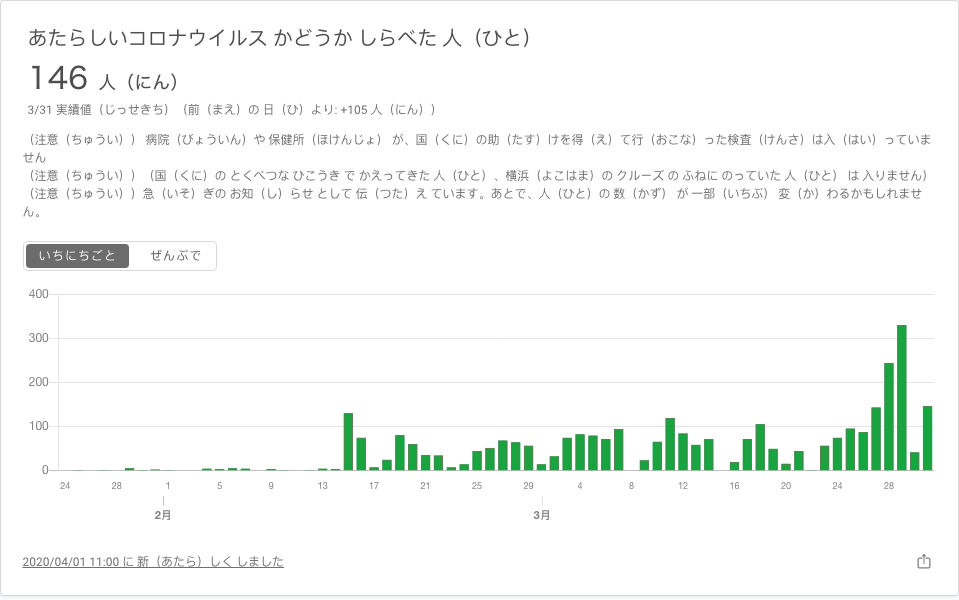 あたらしいコロナウイルス かどうか しらべた 人（ひと）
146 人（にん）
3/31 実績値（じっせきち）（前（まえ）の 日（ひ）より: +105 人（にん））
（注意（ちゅうい））病院（びょういん）や 保健所（ほけんじょ） が、国（くに）の助（たす）けを得（え）て行（おこな）った検査（けんさ）は入（はい）っていま
せん
（注意（ちゅうい））（国（くに）の とくべつな ひこうき で かえってきた 人（ひと）、横浜（よこはま）の クルーズ の ふねに のっていた 人（ひと） は 入りません）
（注意（ちゅうい））急（いそ）ぎの お知（し）らせ として 伝（つた）え ています。あとで、人（ひと）の 数（かず） が 一部（いちぶ） 変（か）わるかもしれませ
ん。
いちにちごと ぜんぶで
400
300
200
100
0
24 28 1 5 9 13 17 21 25 29 4 8 12 16 20 24 28
2月 3月
2020/04/01 11:00 に 新（あたら）しく しました